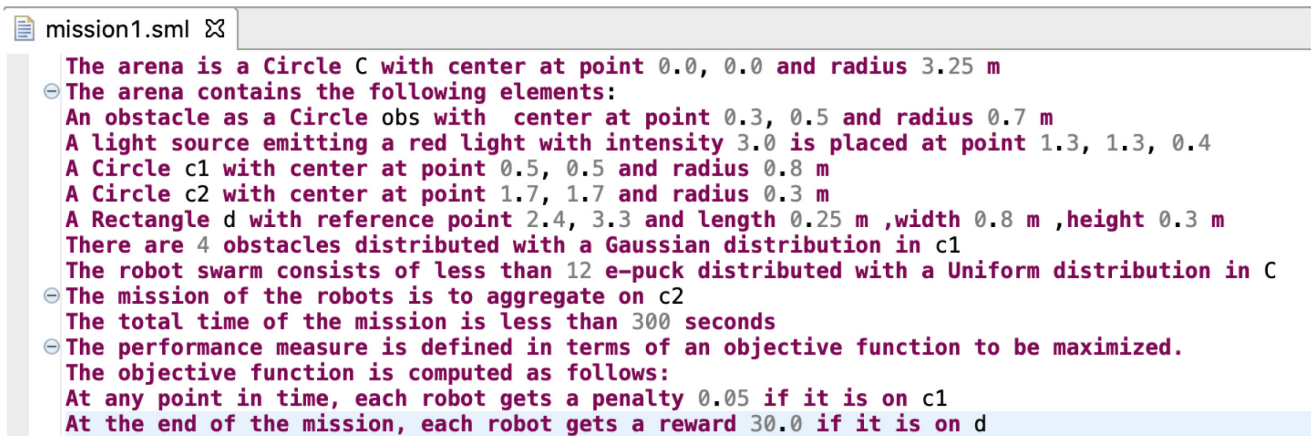 mission1.sml
The arena is a Circle C with center at point 0.0, 0.0 and radius 3.25 m
The arena contains the following elements:
An obstacle as a Circle obs with  center at point 0.3, 0.5 and radius 0.7 m
A light source emitting a red light with intensity 3.0 is placed at point 1.3, 1.3, 0.4
A Circle c1 with center at point 0.5, 0.5 and radius 0.8 m
A Circle c2 with center at point 1.7, 1.7 and radius 0.3 m
A Rectangle d with reference point 2.4, 3.3 and length 0.25 m ,width 0.8 m ,height 0.3 m
There are 4 obstacles distributed with a Gaussian distribution in c1
The robot swarm consists of less than 12 e-puck distributed with a Uniform distribution in C
The mission of the robots is to aggregate on c2
The total time of the mission is less than 300 seconds
The performance measure is defined in terms of an objective function to be maximized.
The objective function is computed as follows:
At any point in time, each robot gets a penalty 0.05 if it is on c1
At the end of the mission, each robot gets a reward 30.0 if it is on d